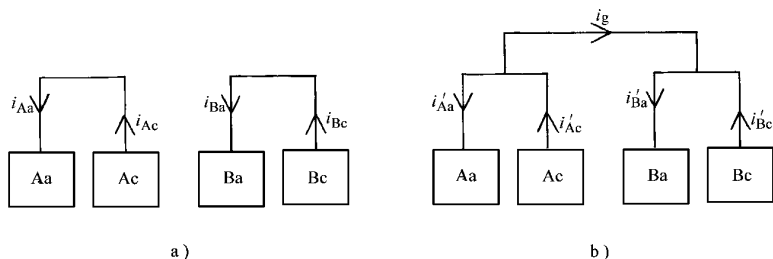 i_g
i_Aa i_Ac i_Ba i_Bc i'_Aa i'_Ac i'_Ba i'_Bc
Aa Ac Ba Bc Aa Ac Ba Bc
a) b)